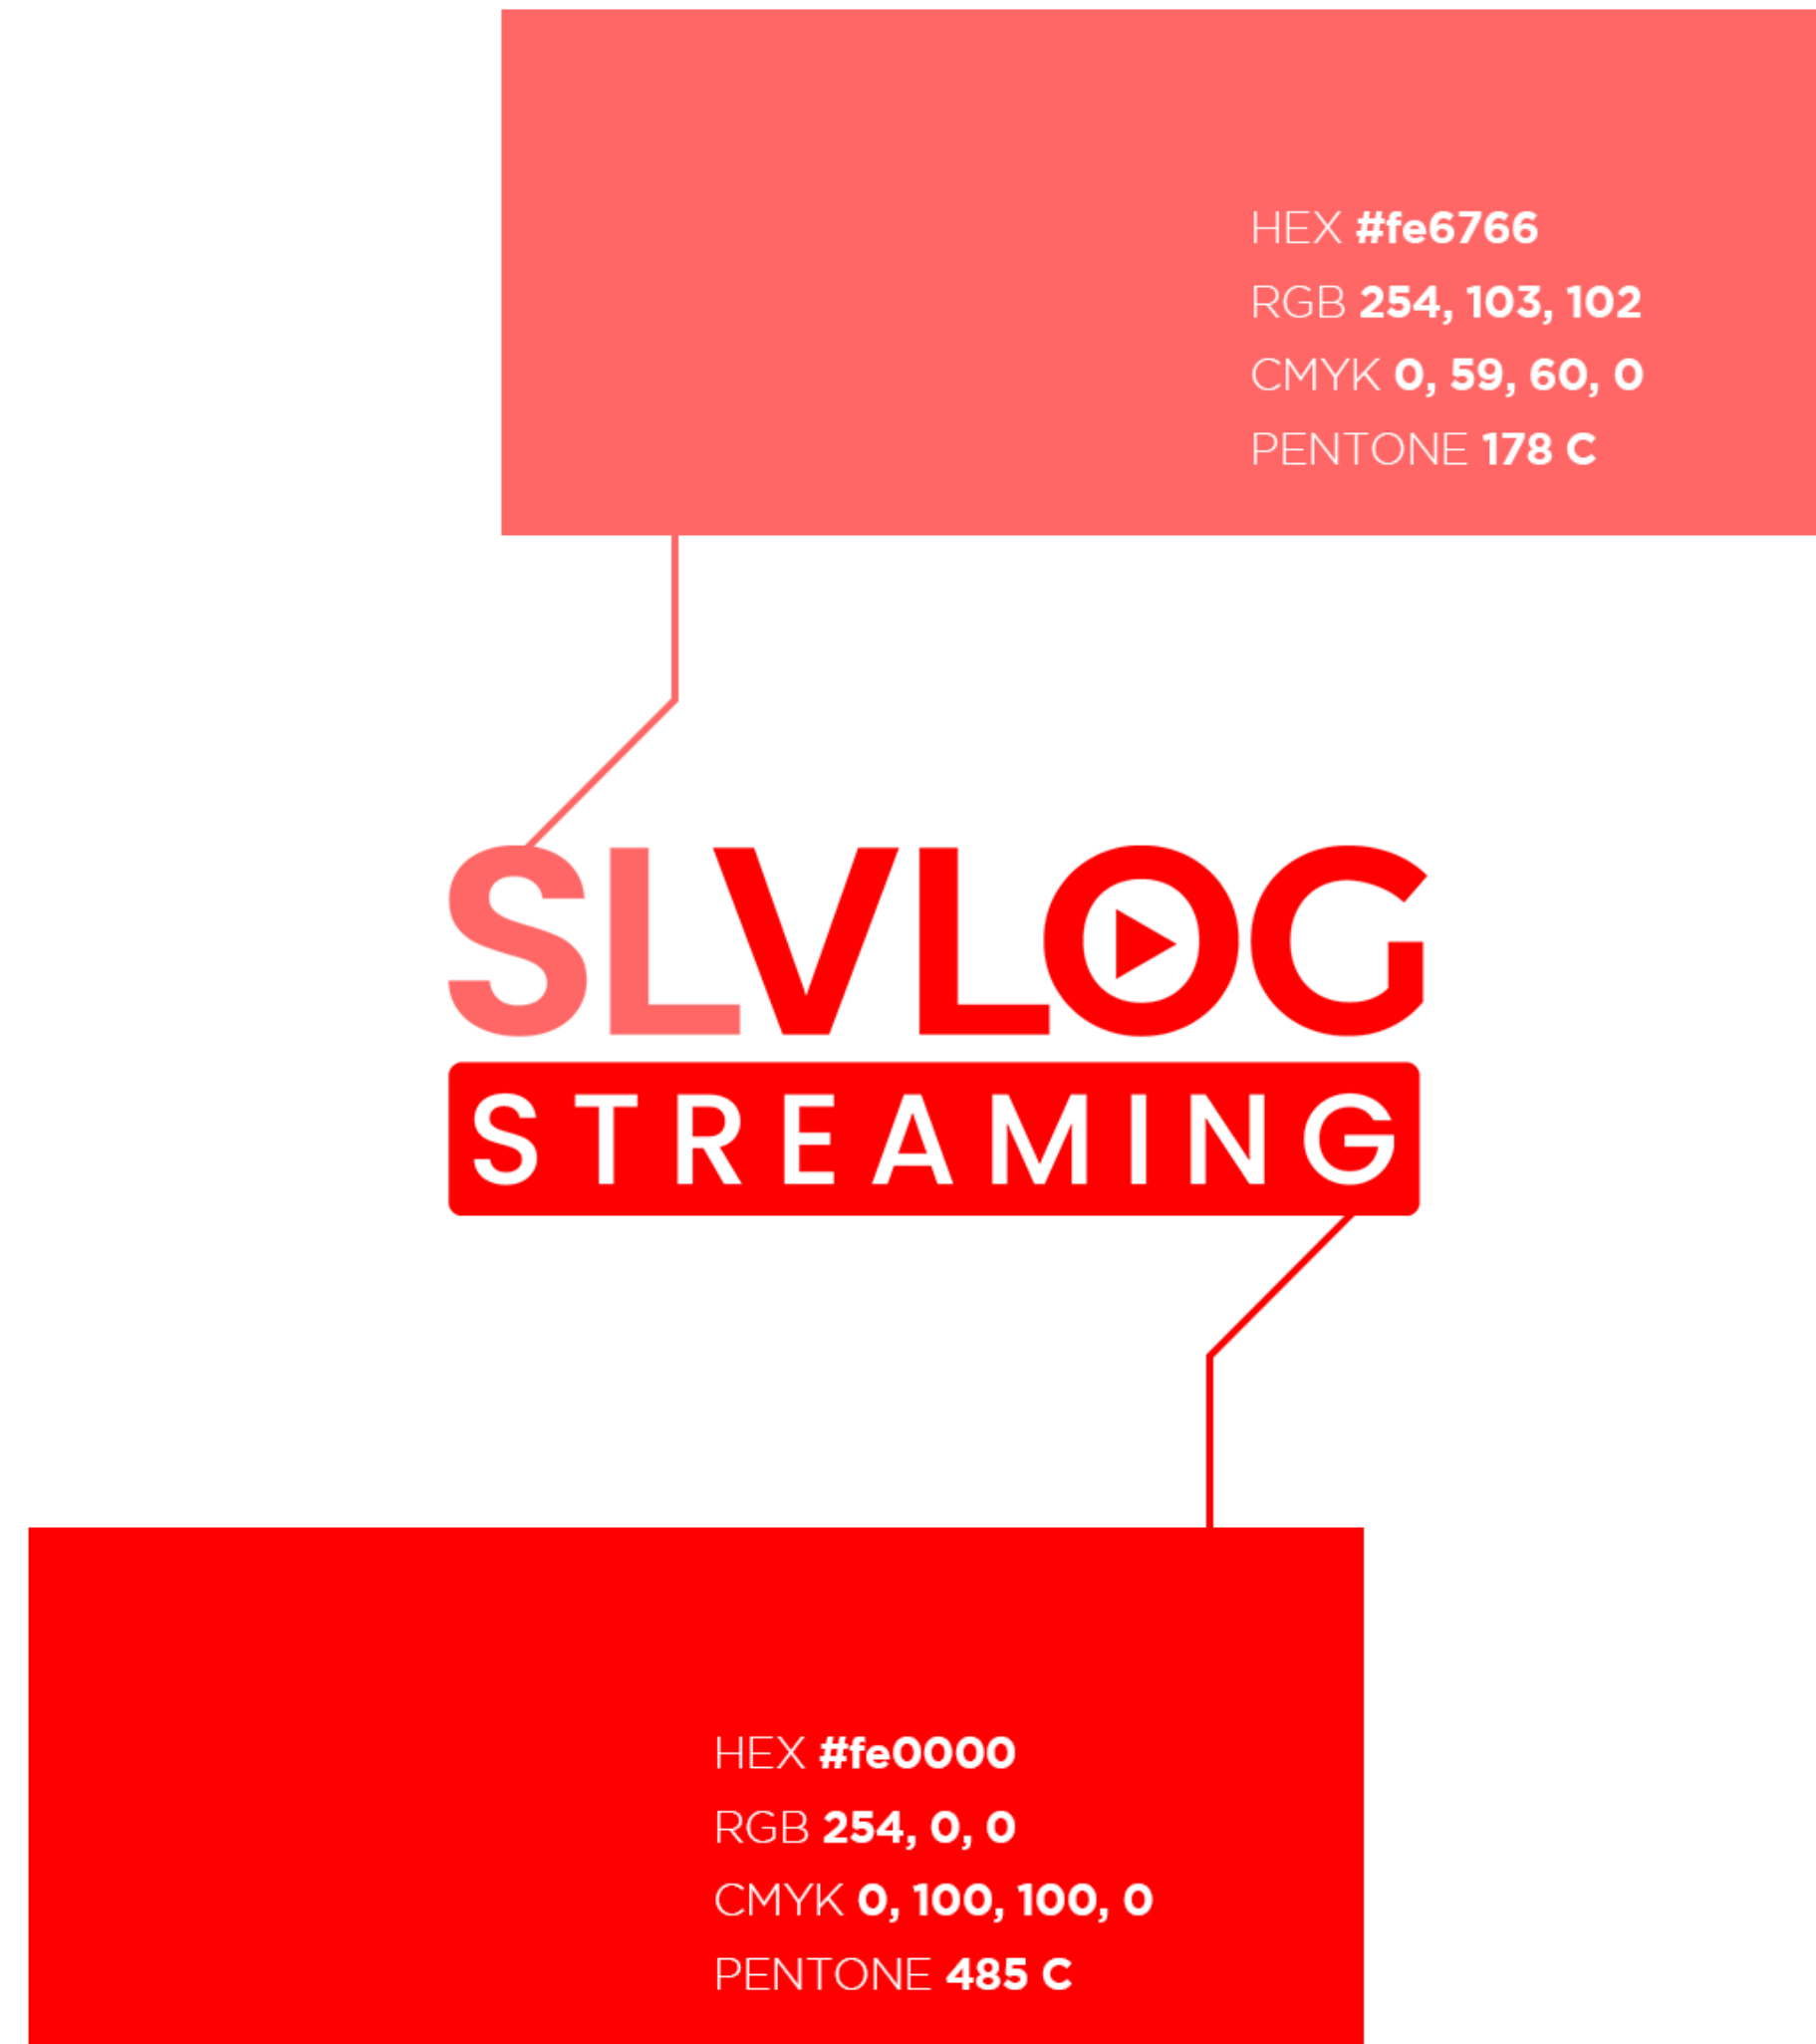 HEX #fe6766
RGB 254, 103, 102
CMYK 0, 59, 60, 0
PENTONE 178 C
SLVLOG
STREAMING
HEX #fe0000
RGB 254, 0, 0
CMYK 0, 100, 100, 0
PENTONE 485 C